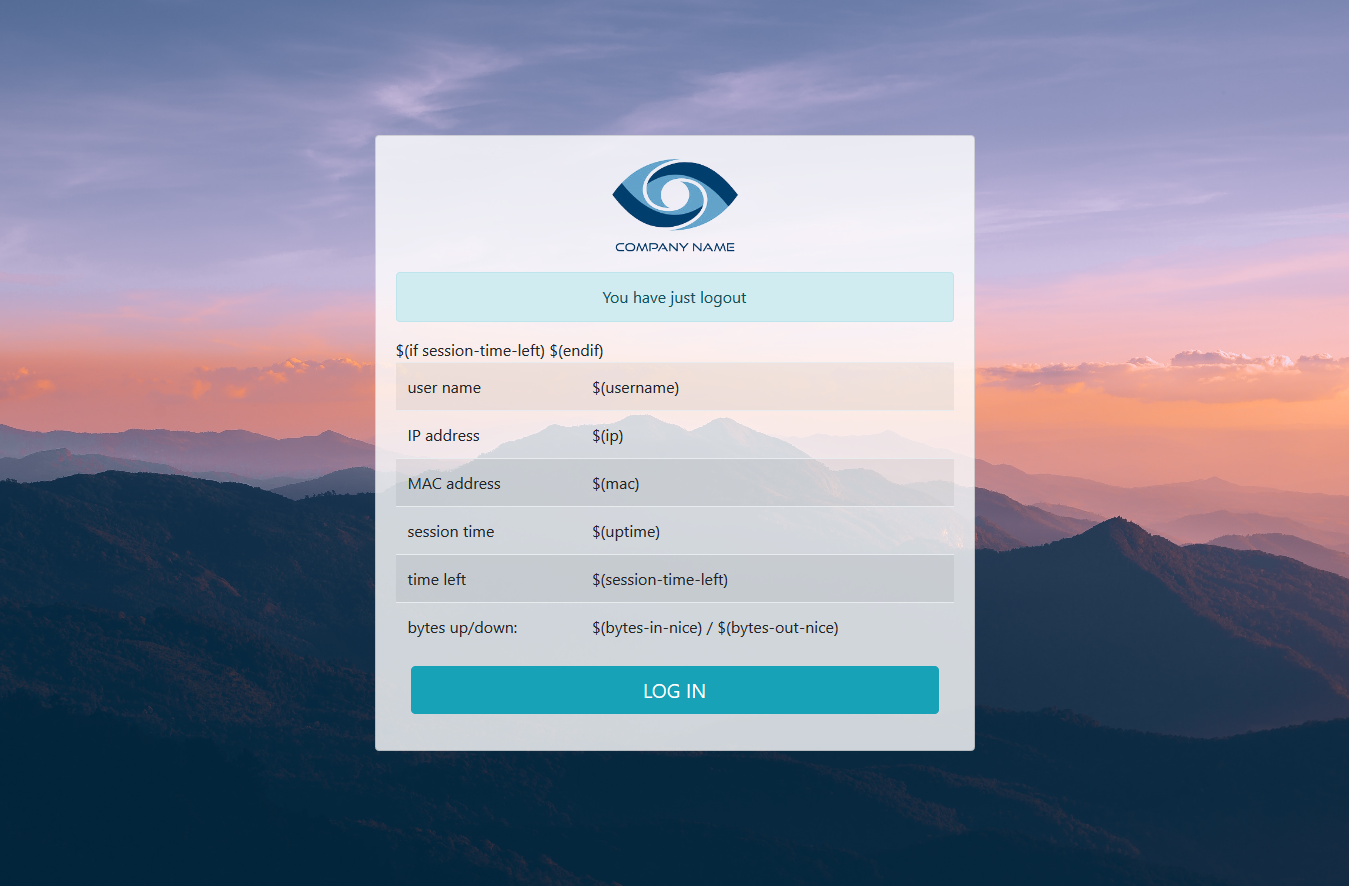 COMPANY NAME
You have just logout
$(if session-time-left) $(endif)
user name $(username)
IP address $(ip)
MAC address $(mac)
session time $(uptime)
time left $(session-time-left)
bytes up/down: $(bytes-in-nice) / $(bytes-out-nice)
LOG IN